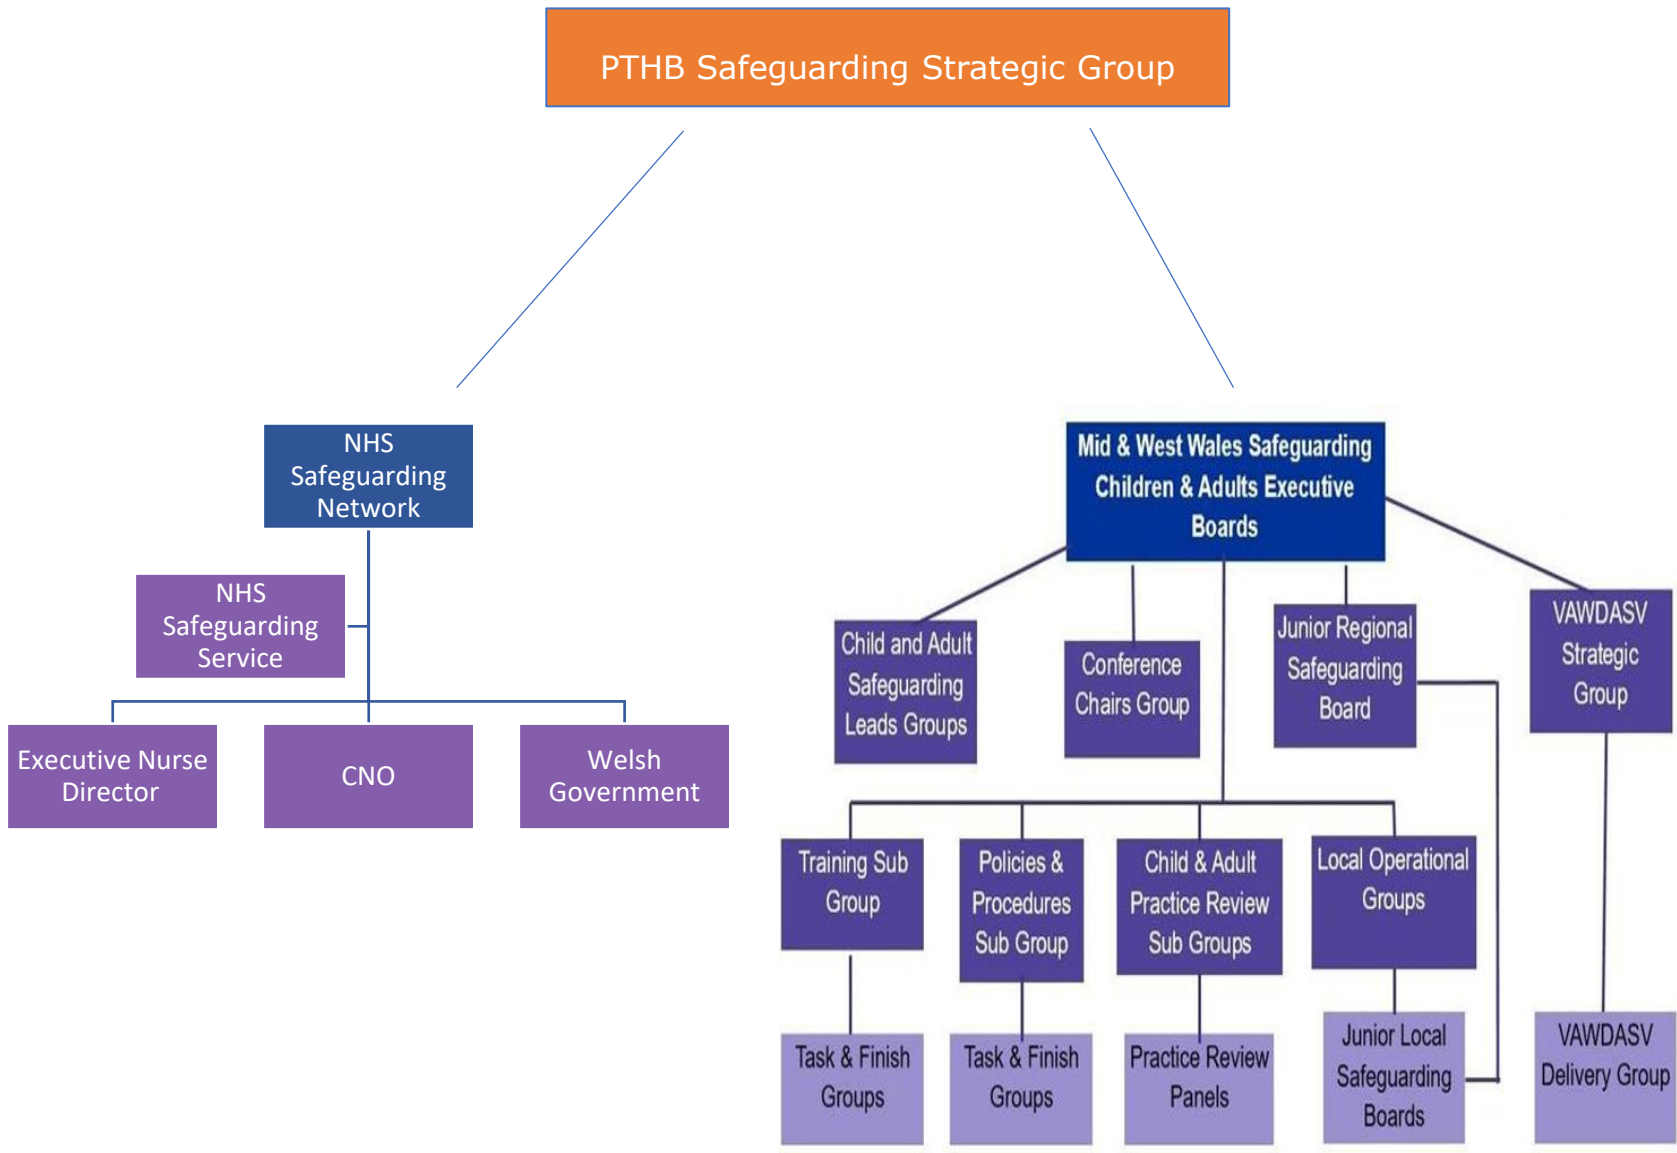 PTHB Safeguarding Strategic Group
NHS
Safeguarding
Network
NHS
Safeguarding
Service
Executive Nurse
Director
CNO
Welsh
Government
Mid & West Wales Safeguarding
Children & Adults Executive
Boards
Child and Adult
Safeguarding
Leads Groups
Conference
Chairs Group
Junior Regional
Safeguarding
Board
VAWDASV
Strategic
Group
Training Sub
Group
Policies &
Procedures
Sub Group
Child & Adult
Practice Review
Sub Groups
Local Operational
Groups
Task & Finish
Groups
Task & Finish
Groups
Practice Review
Panels
Junior Local
Safeguarding
Boards
VAWDASV
Delivery Group